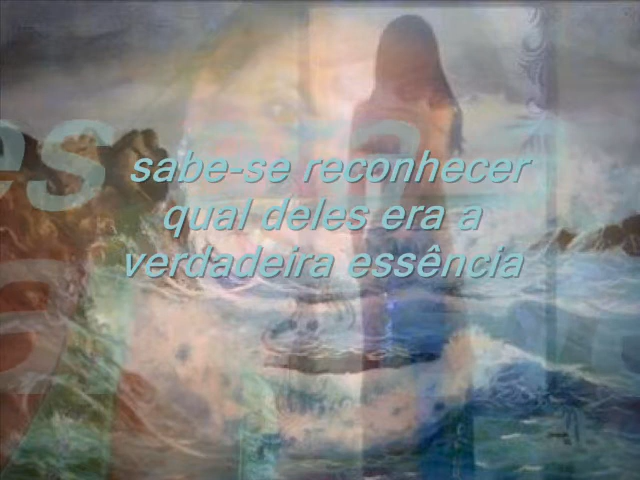 sabe-se reconhecer
qual deles era a
verdadeira essência